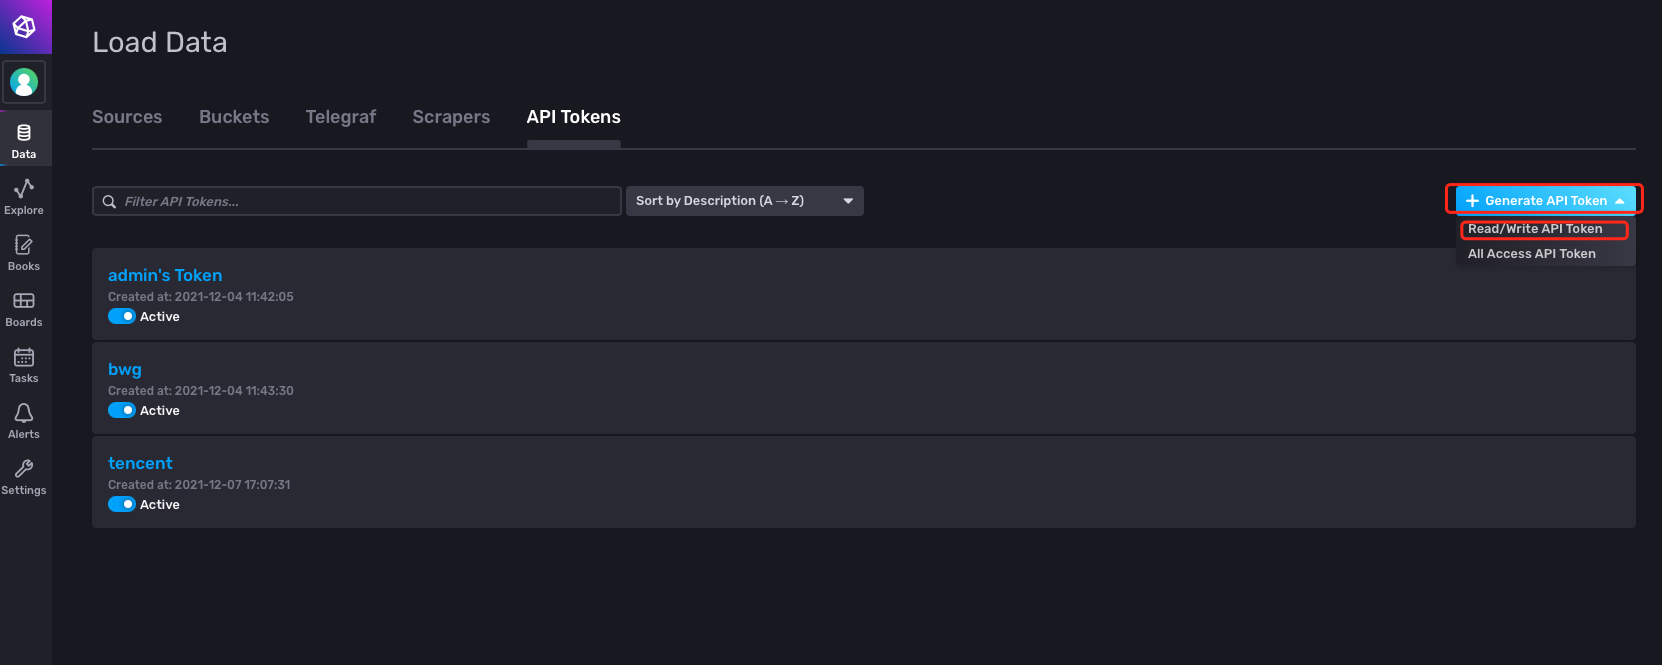 Load Data
Sources Buckets Telegraf Scrapers API Tokens
Filter API Tokens...
Sort by Description (A → Z)
Generate API Token
Read/Write API Token
All Access API Token
admin's Token
Created at: 2021-12-04 11:42:05
Active
bwg
Created at: 2021-12-04 11:43:30
Active
tencent
Created at: 2021-12-07 17:07:31
Active
Data
Explore
Books
Boards
Tasks
Alerts
Settings